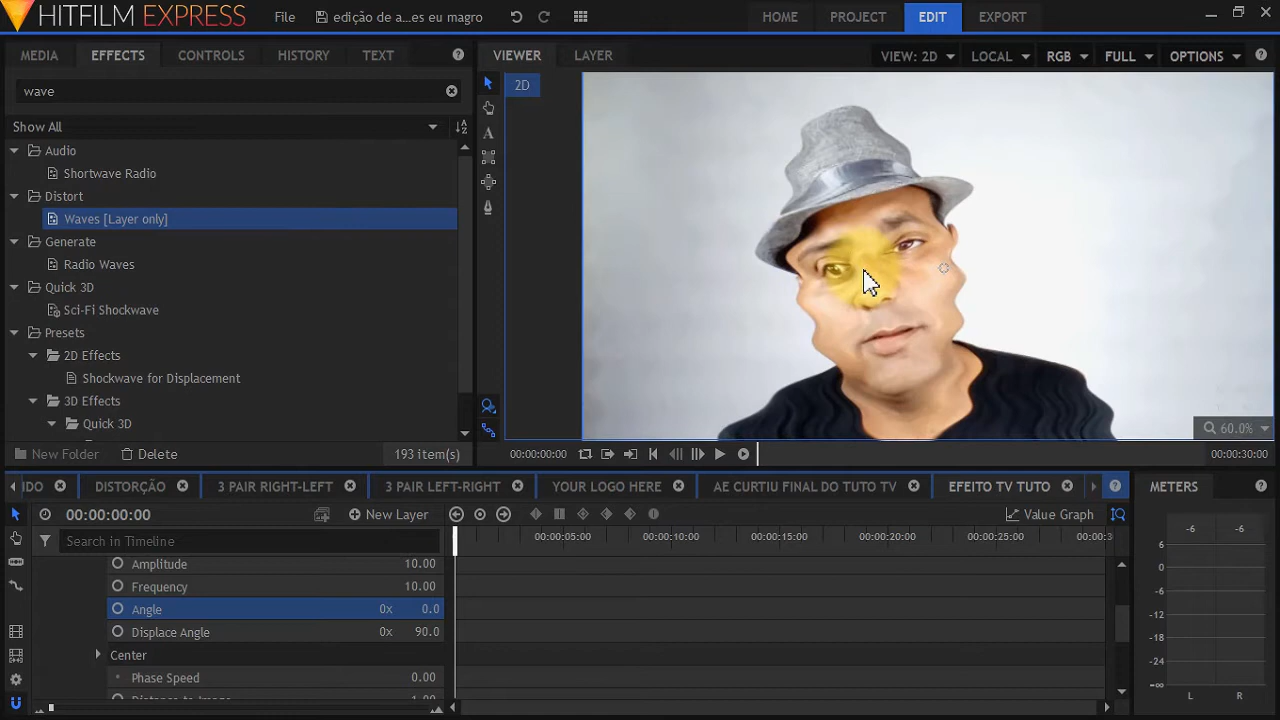 HITFILM EXPRESS
File
edição de a...es eu magro
HOME
PROJECT
EDIT
EXPORT
MEDIA
EFFECTS
CONTROLS
HISTORY
TEXT
VIEWER
LAYER
VIEW: 2D
LOCAL
RGB
FULL
OPTIONS
wave
2D
Show All
Audio
Shortwave Radio
Distort
Waves [Layer only]
Generate
Radio Waves
Quick 3D
Sci-Fi Shockwave
Presets
2D Effects
Shockwave for Displacement
3D Effects
Quick 3D
60.0%
New Folder
Delete
193 item(s)
00:00:00:00
00:00:30:00
DO
DISTORÇÃO
3 PAIR RIGHT-LEFT
3 PAIR LEFT-RIGHT
YOUR LOGO HERE
AE CURTIU FINAL DO TUTO TV
EFEITO TV TUTO
METERS
00:00:00:00
New Layer
Value Graph
Search in Timeline
00:00:05:00
00:00:10:00
00:00:15:00
00:00:20:00
00:00:25:00
00:00:3
Amplitude 10.00
Frequency 10.00
Angle 0x 0.0
Displace Angle 0x 90.0
Center
Phase Speed 0.00
-6 -6
6
0
-6
-12
-18
-24
-∞
L R